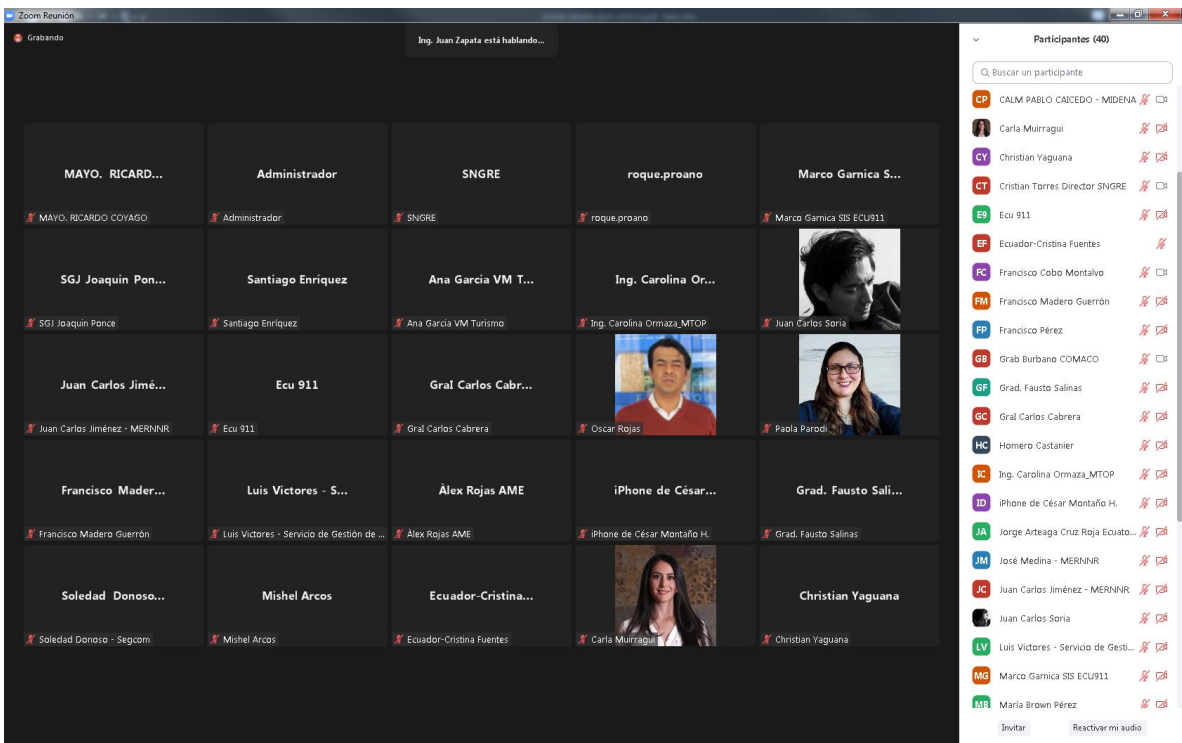 Zoom Reunión
Grabando
Ing. Juan Zapata está hablando...
MAYO. RICARD...
MAYO. RICARDO COYAGO
Administrador
Administrador
SNGRE
SNGRE
roque.proano
roque.proano
Marco Garnica S...
Marco Garnica SIS ECU911
SGJ Joaquin Pon...
SGJ Joaquin Ponce
Santiago Enríquez
Santiago Enríquez
Ana Garcia VM T...
Ana Garcia VM Turismo
Ing. Carolina Or...
Ing. Carolina Ormaza_MTOP
Juan Carlos Soria
Juan Carlos Jimé...
Juan Carlos Jiménez - MERNNR
Ecu 911
Ecu 911
Gral Carlos Cabr...
Gral Carlos Cabrera
Oscar Rojas
Paola Parodi
Francisco Mader...
Francisco Madero Guerrón
Luis Victores - S...
Luis Victores - Servicio de Gestión de ...
Àlex Rojas AME
Àlex Rojas AME
iPhone de César...
iPhone de César Montaño H.
Grad. Fausto Sali...
Grad. Fausto Salinas
Soledad Donoso...
Soledad Donoso - Segcom
Mishel Arcos
Mishel Arcos
Ecuador-Cristina...
Ecuador-Cristina Fuentes
Carla Muirragui
Christian Yaguana
Christian Yaguana
Participantes (40)
Buscar un participante
CP CALM PABLO CAICEDO - MIDENA
Carla Muirragui
CY Christian Yaguana
CT Cristian Torres Director SNGRE
E9 Ecu 911
EF Ecuador-Cristina Fuentes
FC Francisco Cobo Montalvo
FM Francisco Madero Guerrón
FP Francisco Pérez
GB Grab Burbano COMACO
GF Grad. Fausto Salinas
GC Gral Carlos Cabrera
HC Homero Castanier
IC Ing. Carolina Ormaza_MTOP
ID iPhone de César Montaño H.
JA Jorge Arteaga Cruz Roja Ecuato...
JM José Medina - MERNNR
JC Juan Carlos Jiménez - MERNNR
Juan Carlos Soria
LV Luis Victores - Servicio de Gesti...
MG Marco Garnica SIS ECU911
MB María Brown Pérez
Invitar
Reactivar mi audio